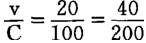 v/C = 20/100 = 40/200